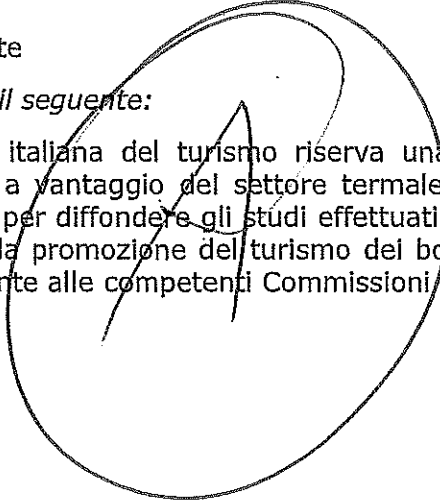 te
il seguente:
italiana del turismo riserva una
a vantaggio del settore termale
per diffondere gli studi effettuati
la promozione del turismo dei bo
nte alle competenti Commissioni